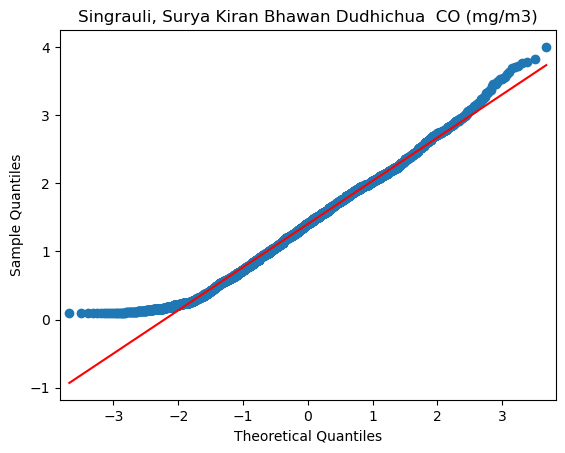 Singrauli, Surya Kiran Bhawan Dudhichua  CO (mg/m3)
4
3
2
1
0
−1
Sample Quantiles
−3 −2 −1 0 1 2 3
Theoretical Quantiles